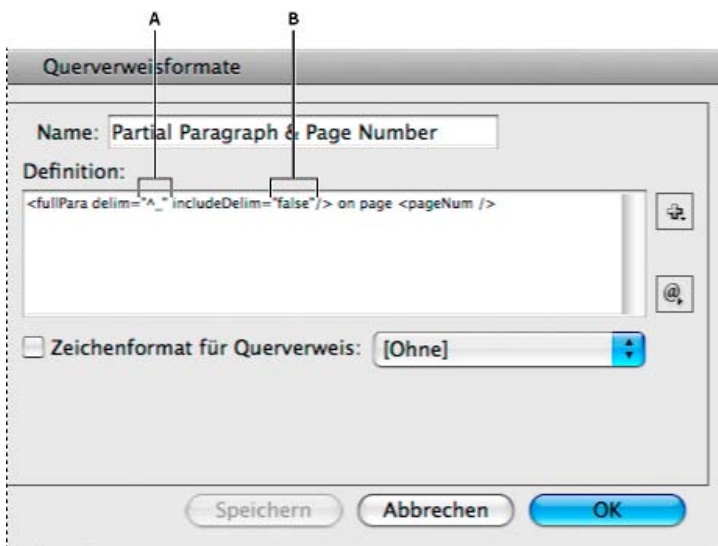 A B
Querverweisformate
Name: Partial Paragraph & Page Number
Definition:
<fullPara delim="^_" includeDelim="false"/> on page <pageNum />
@
Zeichenformat für Querverweis: [Ohne]
Speichern Abbrechen OK